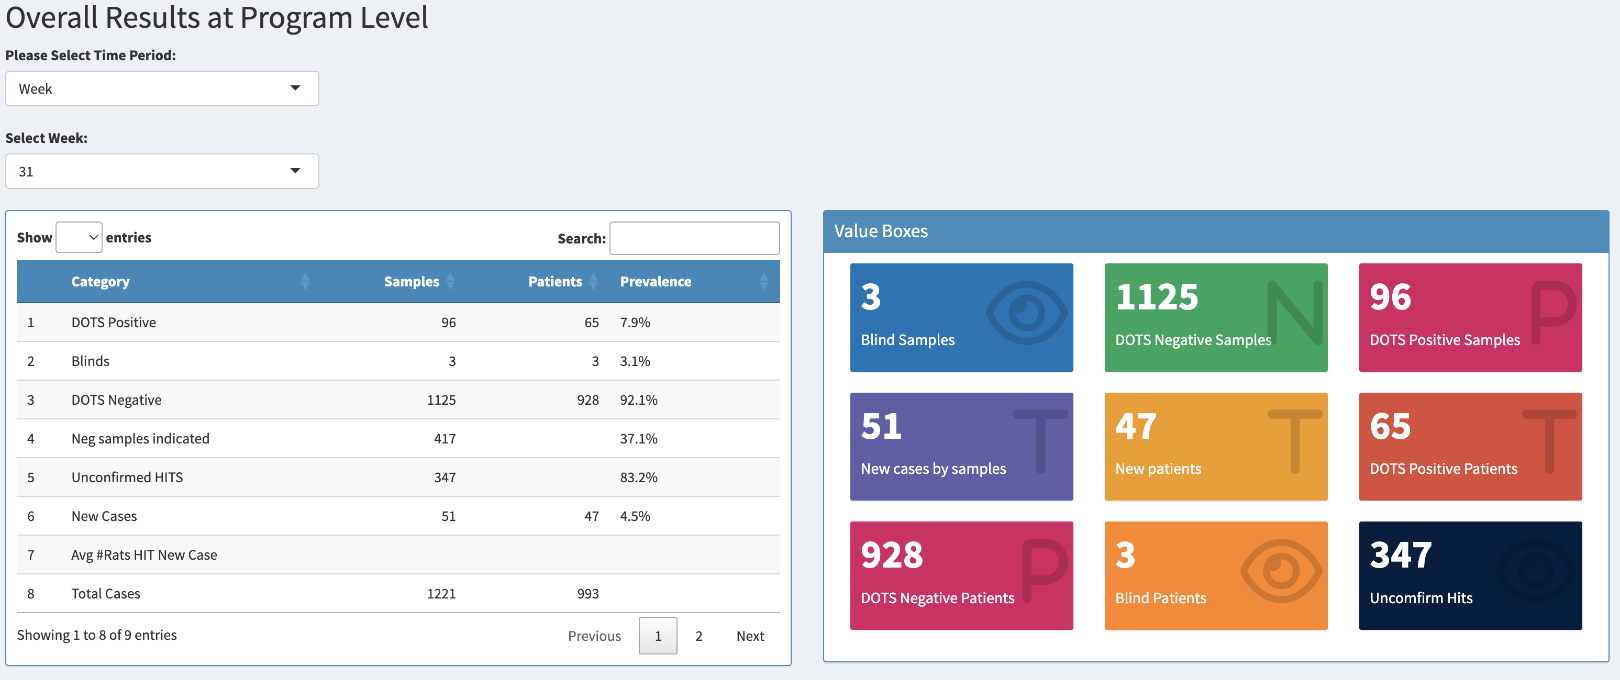 Overall Results at Program Level
Please Select Time Period:
Week
Select Week:
31
Show entries
Search:
Category Samples Patients Prevalence
1 DOTS Positive 96 65 7.9%
2 Blinds 3 3 3.1%
3 DOTS Negative 1125 928 92.1%
4 Neg samples indicated 417 37.1%
5 Unconfirmed HITS 347 83.2%
6 New Cases 51 47 4.5%
7 Avg #Rats HIT New Case
8 Total Cases 1221 993
Showing 1 to 8 of 9 entries
Previous 1 2 Next
Value Boxes
3
Blind Samples
1125
DOTS Negative Samples
N
96
DOTS Positive Samples
P
51
New cases by samples
T
47
New patients
T
65
DOTS Positive Patients
T
928
DOTS Negative Patients
P
3
Blind Patients
347
Uncomfirm Hits